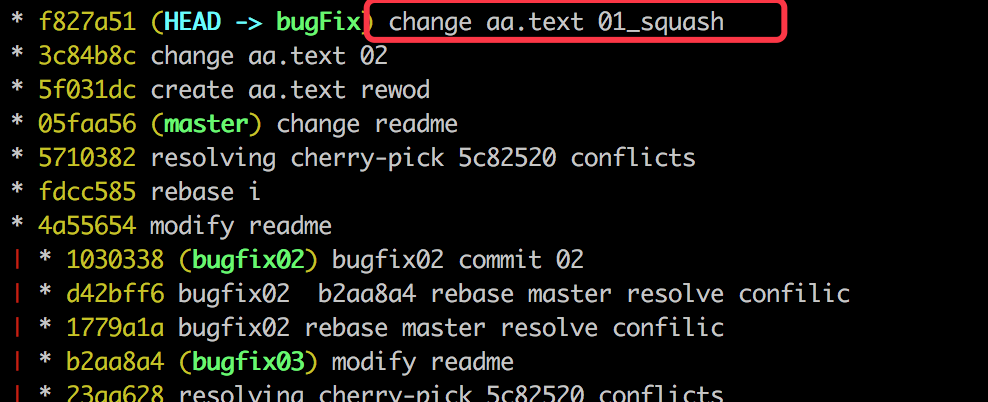 * f827a51 (HEAD -> bugFix) change aa.text 01_squash
* 3c84b8c change aa.text 02
* 5f031dc create aa.text rewod
* 05faa56 (master) change readme
* 5710382 resolving cherry-pick 5c82520 conflicts
* fdcc585 rebase i
* 4a55654 modify readme
| * 1030338 (bugfix02) bugfix02 commit 02
| * d42bff6 bugfix02  b2aa8a4 rebase master resolve confilic
| * 1779a1a bugfix02 rebase master resolve confilic
| * b2aa8a4 (bugfix03) modify readme
| * 23aa628 resolving cherry-pick 5c82520 conflicts